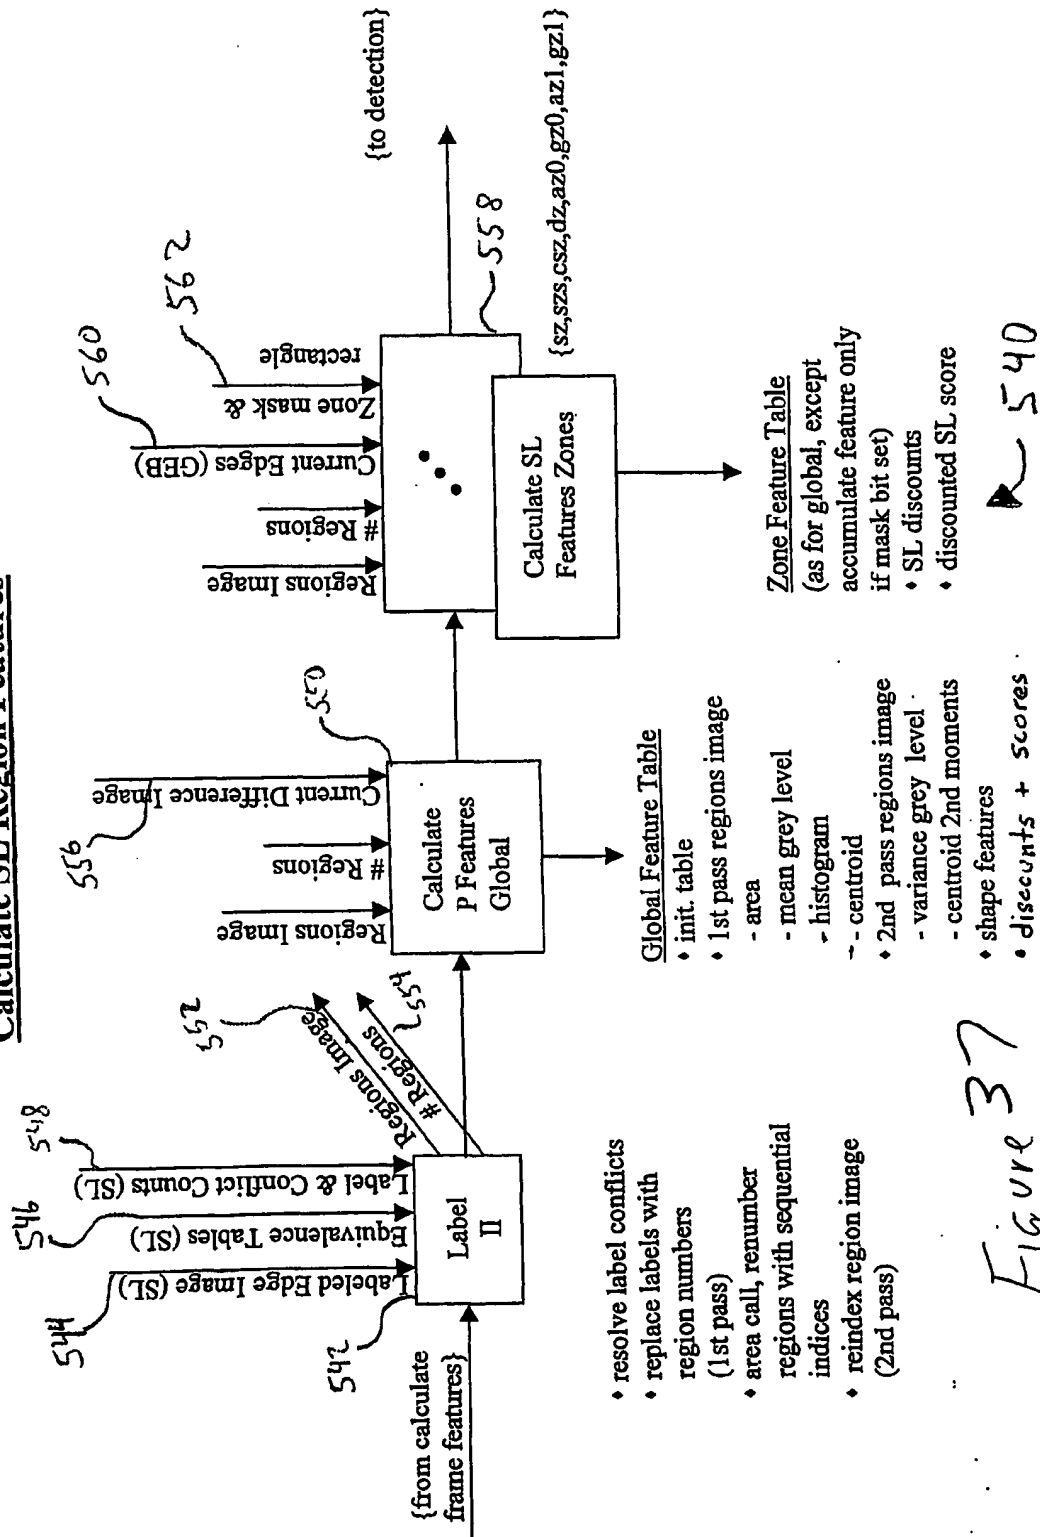 Calculate SL Region Features
{from calculate
frame features}
542
544
546
548
Labeled Edge Image (SL)
Equivalence Tables (SL)
Label & Conflict Counts (SL)
Label
II
552
Regions Image
554
# Regions
• resolve label conflicts
• replace labels with
region numbers
(1st pass)
• area call, renumber
regions with sequential
indices
• reindex region image
(2nd pass)
556
550
Regions Image
# Regions
Current Difference Image
Calculate
P Features
Global
Global Feature Table
• init. table
• 1st pass regions image
- area
- mean grey level
- histogram
- centroid
• 2nd pass regions image
- variance grey level
- centroid 2nd moments
• shape features
• discounts + scores
560
562
Regions Image
# Regions
Current Edges (GEB)
Zone mask &
rectangle
Calculate SL
Features Zones
558
{to detection}
{sz,szs,csz,dz,az0,gz0,az1,gz1}
Zone Feature Table
(as for global, except
accumulate feature only
if mask bit set)
• SL discounts
• discounted SL score
540
Figure 37